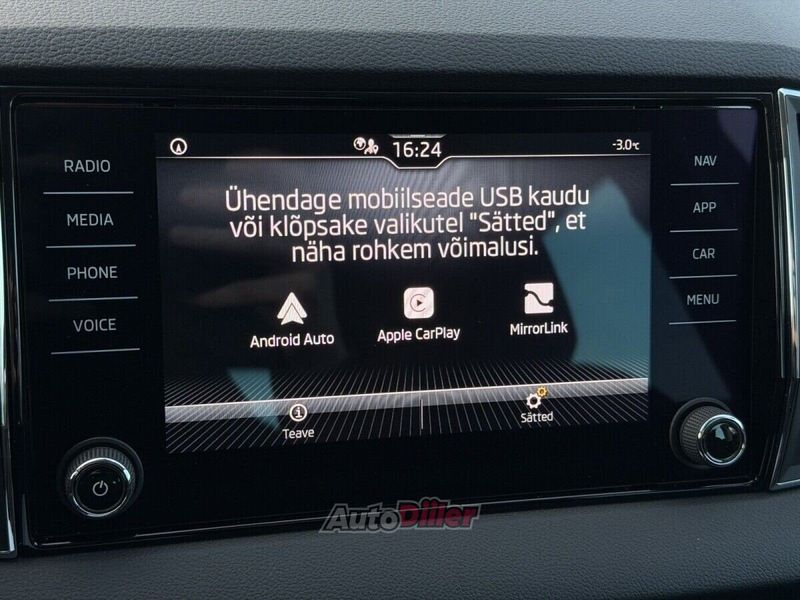 16:24
-3.0°C
RADIO
MEDIA
PHONE
VOICE
Ühendage mobiilseade USB kaudu
või klõpsake valikutel "Sätted", et
näha rohkem võimalusi.
Android Auto
Apple CarPlay
MirrorLink
Teave
Sätted
NAV
APP
CAR
MENU
AutoDiller